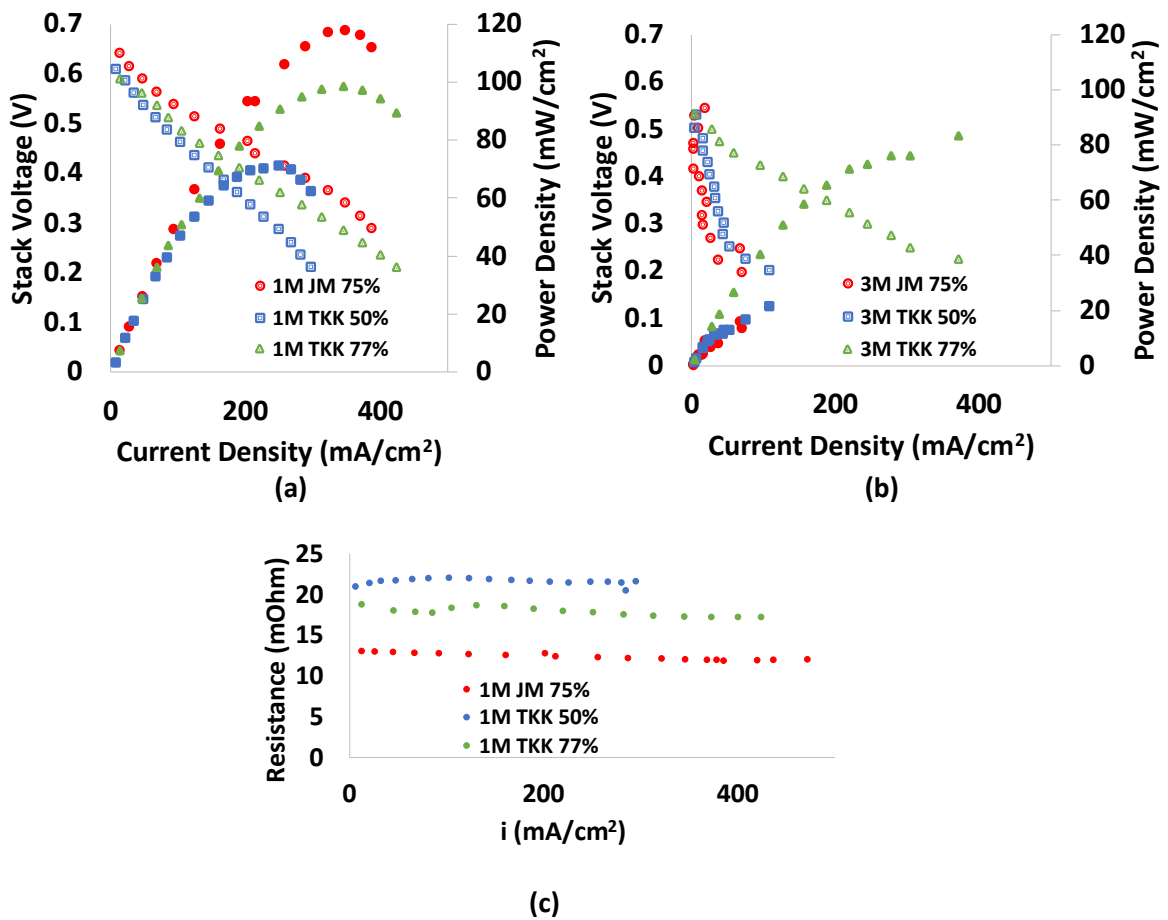 0.7
0.6
0.5
0.4
0.3
0.2
0.1
0
Stack Voltage (V)
120
100
80
60
40
20
0
Power Density (mW/cm²)
1M JM 75%
1M TKK 50%
1M TKK 77%
0 200 400
Current Density (mA/cm²)
(a)
0.7
0.6
0.5
0.4
0.3
0.2
0.1
0
Stack Voltage (V)
120
100
80
60
40
20
0
Power Density (mW/cm²)
3M JM 75%
3M TKK 50%
3M TKK 77%
0 200 400
Current Density (mA/cm²)
(b)
25
20
15
10
5
0
Resistance (mOhm)
1M JM 75%
1M TKK 50%
1M TKK 77%
0 200 400
i (mA/cm²)
(c)